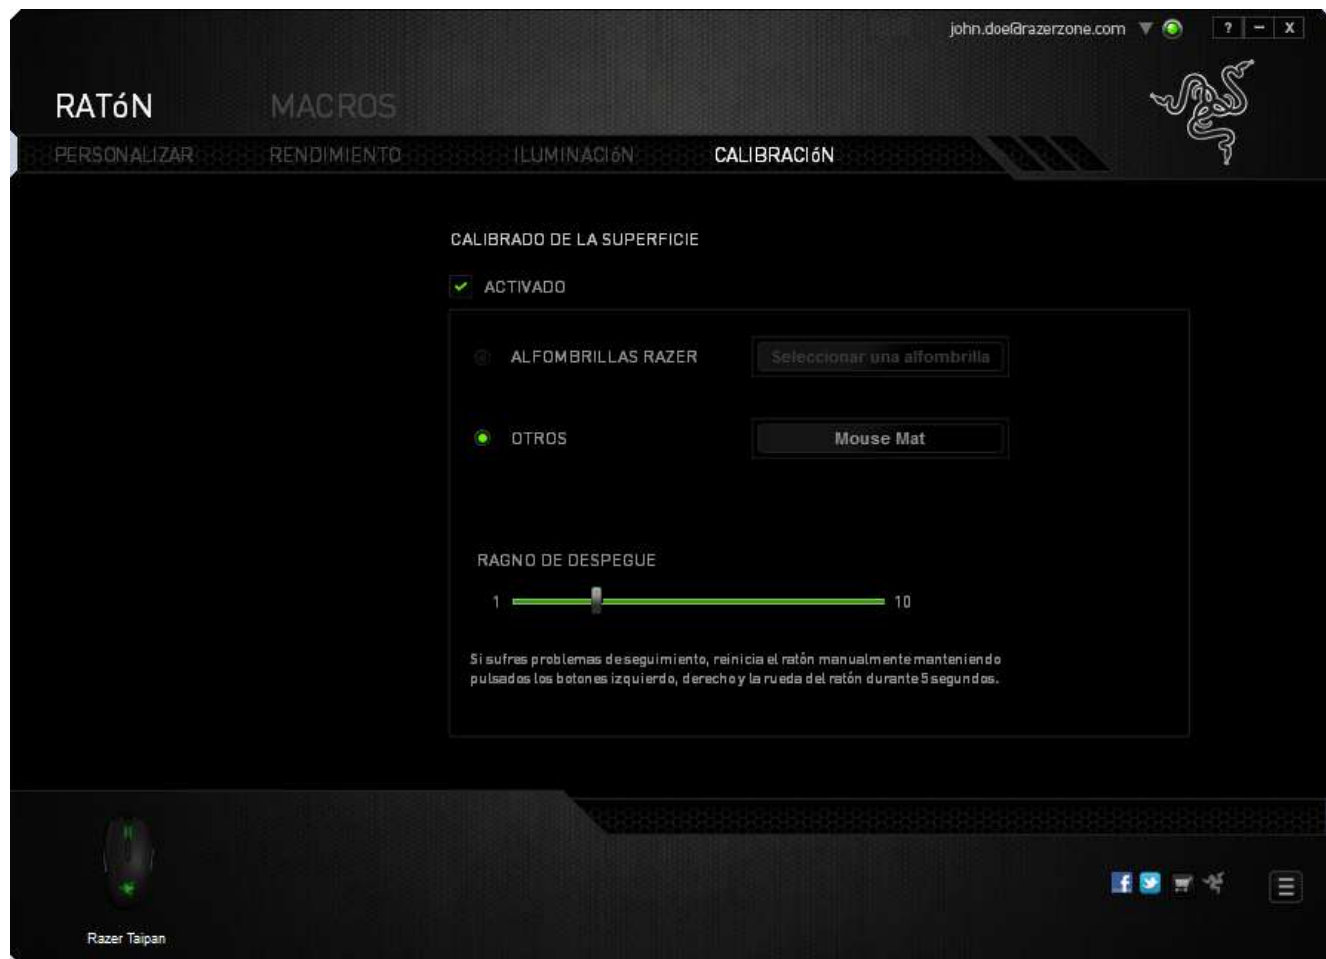 john.doe@razerzone.com
? – X
RATóN MACROS
PERSONALIZAR RENDIMIENTO ILUMINACIóN CALIBRACIóN
CALIBRADO DE LA SUPERFICIE
ACTIVADO
ALFOMBRILLAS RAZER Seleccionar una alfombrilla
OTROS Mouse Mat
RAGNO DE DESPEGUE
1 10
Si sufres problemas de seguimiento, reinicia el ratón manualmente manteniendo
pulsados los botones izquierdo, derecho y la rueda del ratón durante 5 segundos.
Razer Taipan